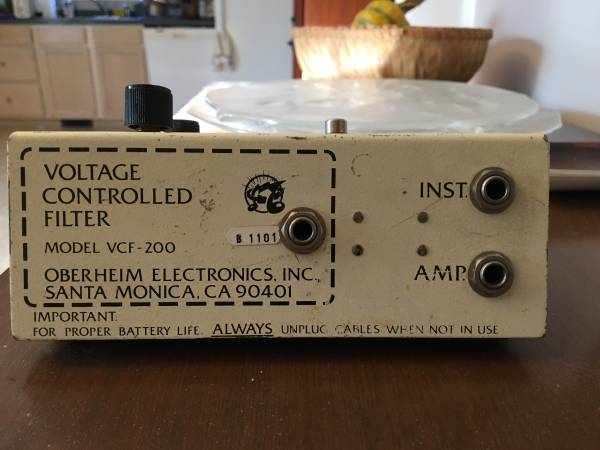 VOLTAGE
CONTROLLED
FILTER
MODEL VCF-200
B 1101
OBERHEIM ELECTRONICS, INC.
SANTA MONICA, CA 90401
INST.
AMP.
IMPORTANT.
FOR PROPER BATTERY LIFE. ALWAYS UNPLUG CABLES WHEN NOT IN USE